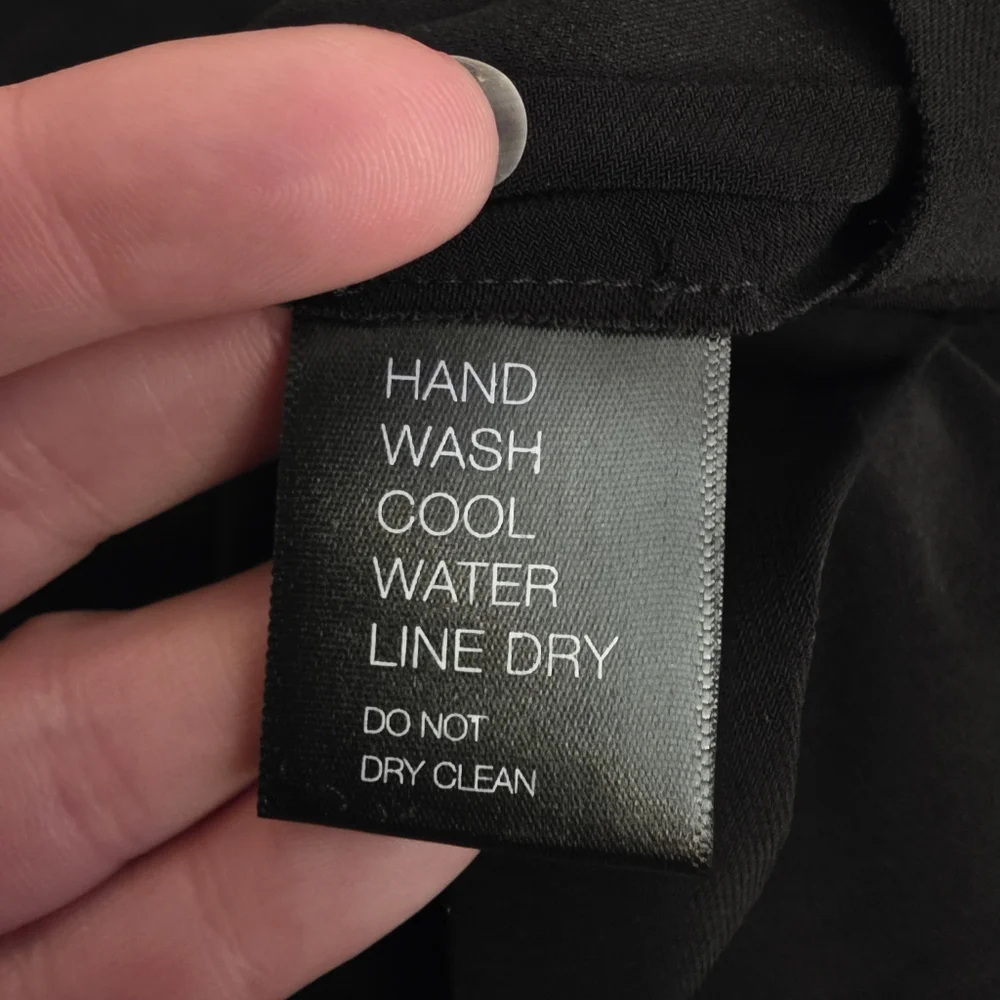 HAND
WASH
COOL
WATER
LINE DRY
DO NOT
DRY CLEAN